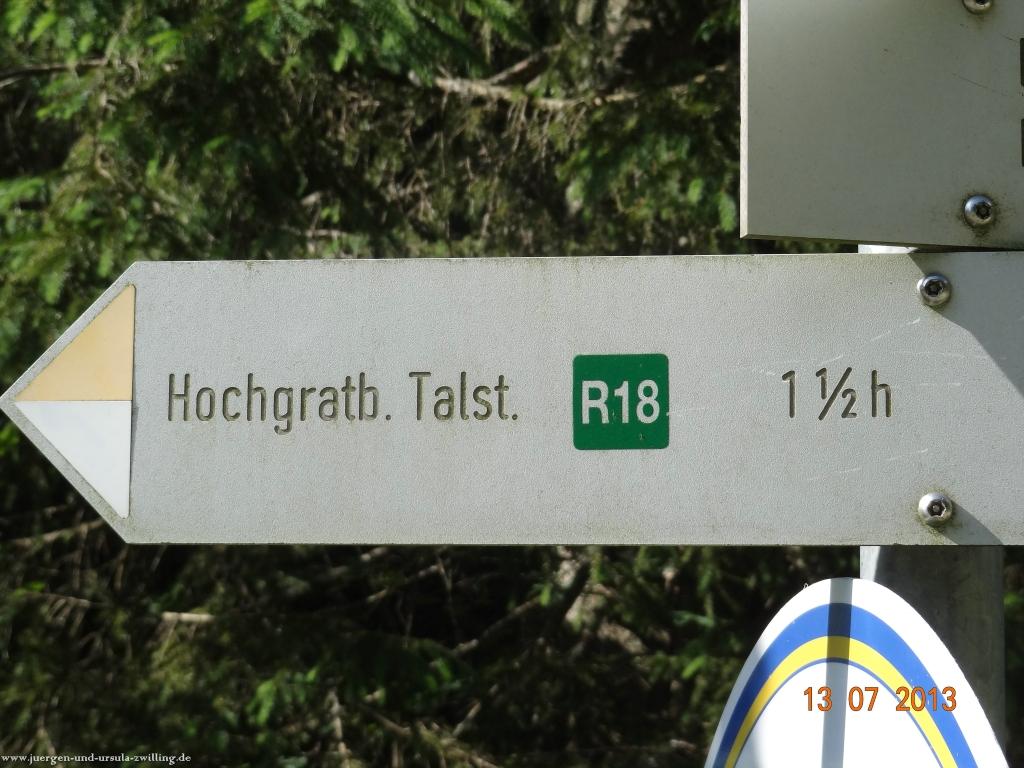 Hochgratb. Talst. R18 1 ½ h
13 07 2013
www.juergen-und-ursula-zwilling.de